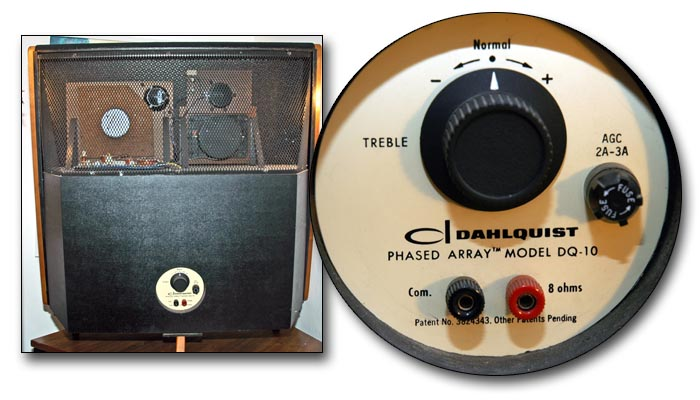 Normal
- +
TREBLE
AGC
2A-3A
FUSE
FUSE
DAHLQUIST
PHASED ARRAY™ MODEL DQ-10
Com. 8 ohms
Patent No. 3824343. Other Patents Pending